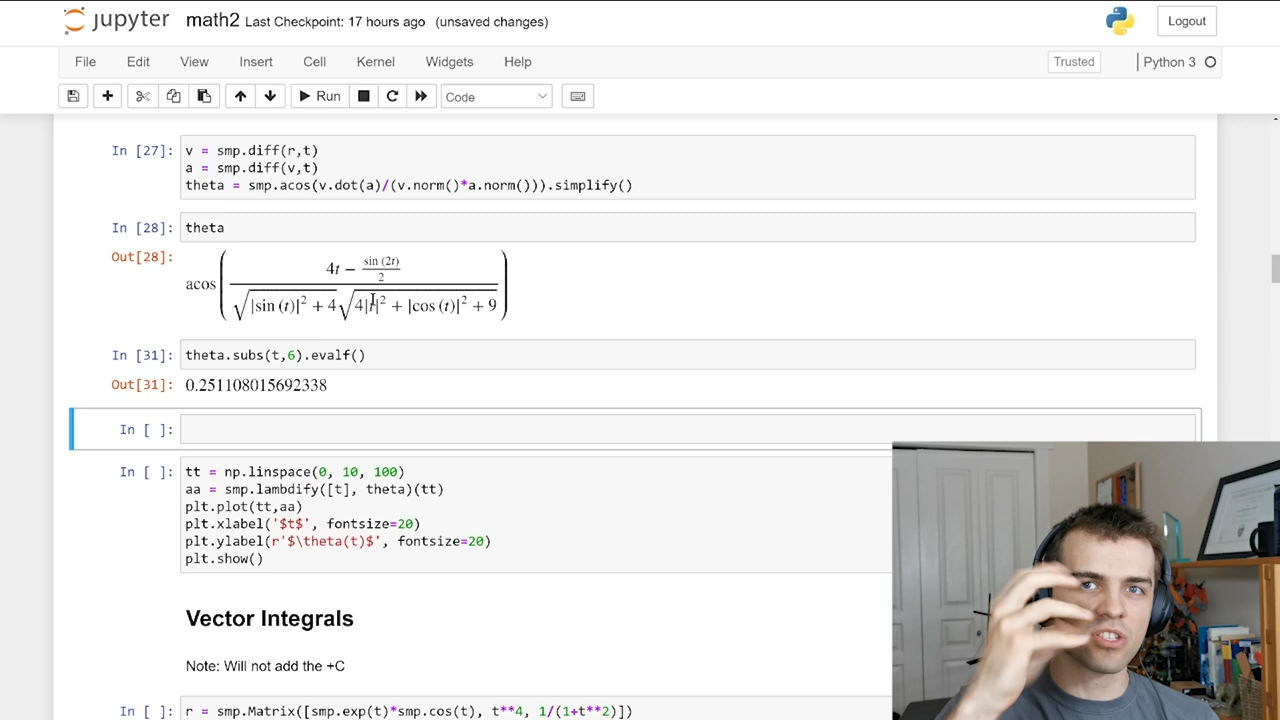 jupyter math2 Last Checkpoint: 17 hours ago (unsaved changes) Logout
File Edit View Insert Cell Kernel Widgets Help Trusted Python 3
Run Code
In [27]: v = smp.diff(r,t)
a = smp.diff(v,t)
theta = smp.acos(v.dot(a)/(v.norm()*a.norm())).simplify()
In [28]: theta
Out[28]: acos( (4t − sin (2t)/2) / (√(|sin (t)|² + 4) √(4|t|² + |cos (t)|² + 9)) )
In [31]: theta.subs(t,6).evalf()
Out[31]: 0.251108015692338
In [ ]:
In [ ]: tt = np.linspace(0, 10, 100)
aa = smp.lambdify([t], theta)(tt)
plt.plot(tt,aa)
plt.xlabel('$t$', fontsize=20)
plt.ylabel(r'$\theta(t)$', fontsize=20)
plt.show()
Vector Integrals
Note: Will not add the +C
In [ ]: r = smp.Matrix([smp.exp(t)*smp.cos(t), t**4, 1/(1+t**2)])